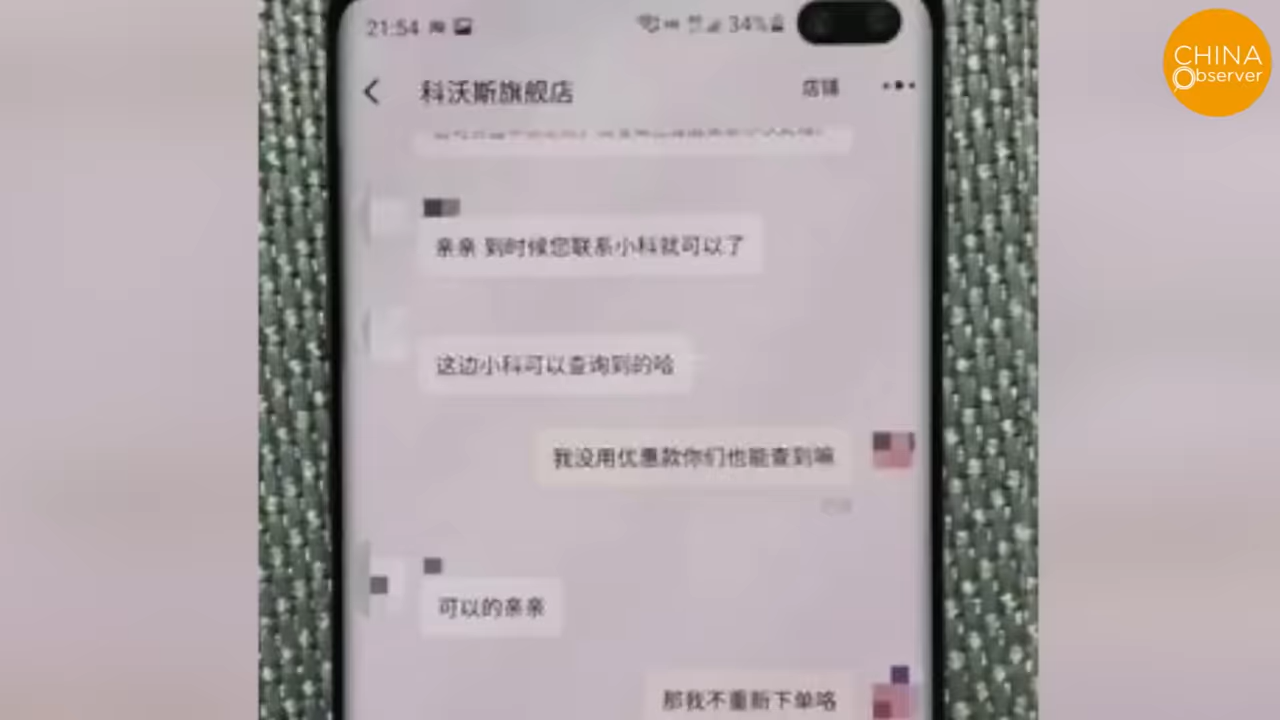 21:54
34%
CHINA
Observer
科沃斯旗舰店
店铺
亲亲 到时候您联系小科就可以了
这边小科可以查询到的哈
我没用优惠款你们也能查到嘛
可以的亲亲
那我不重新下单咯